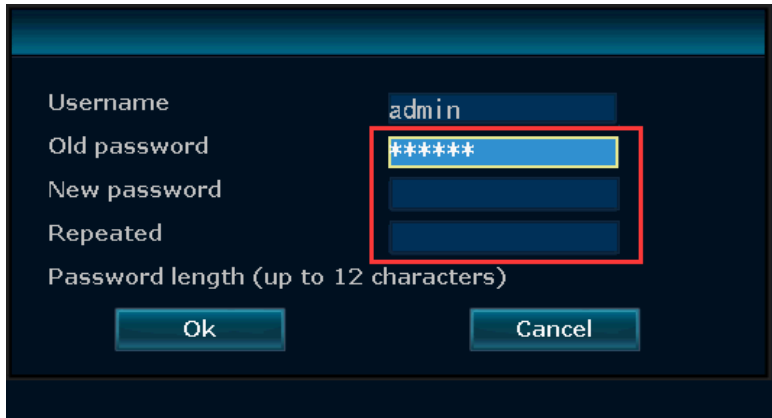 Username admin
Old password ******
New password
Repeated
Password length (up to 12 characters)
Ok Cancel